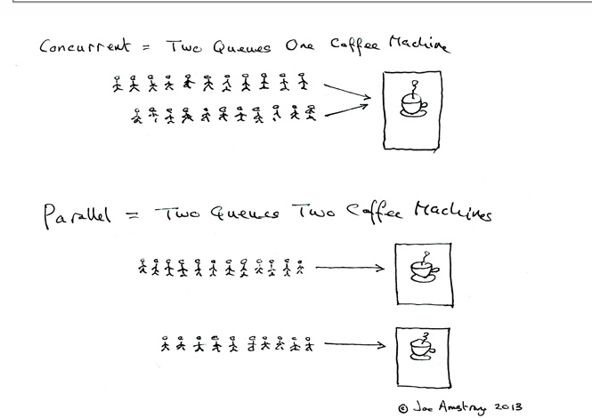 Concurrent = Two Queues One Coffee Machine
Parallel = Two Queues Two Coffee Machines
© Joe Armstrong 2013